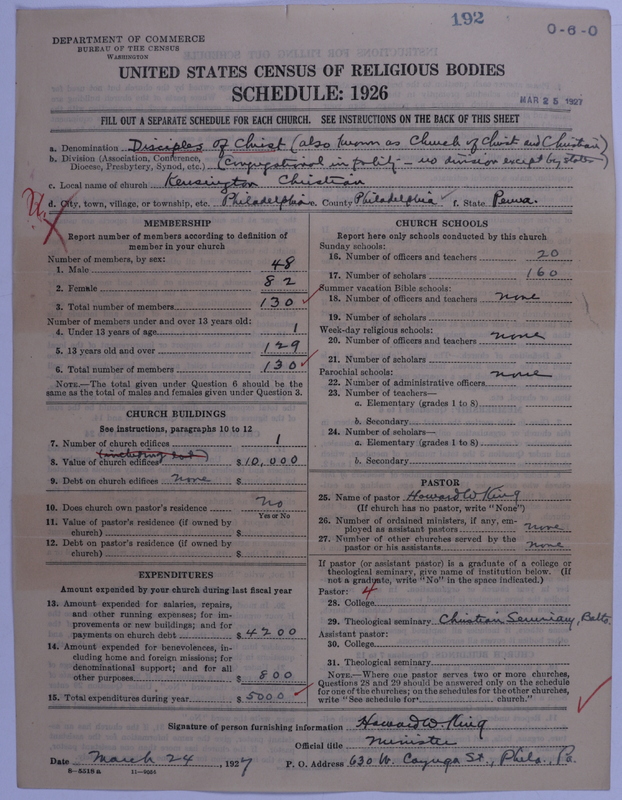 192
0-6-0
DEPARTMENT OF COMMERCE
BUREAU OF THE CENSUS
WASHINGTON
UNITED STATES CENSUS OF RELIGIOUS BODIES
SCHEDULE: 1926
MAR 25 1927
FILL OUT A SEPARATE SCHEDULE FOR EACH CHURCH. SEE INSTRUCTIONS ON THE BACK OF THIS SHEET
a. Denomination Disciples of Christ (also known as Church of Christ and Christian)
b. Division (Association, Conference, Diocese, Presbytery, Synod, etc.) (Congregational in polity - no division except by states)
c. Local name of church Kensington Christian
d. City, town, village, or township, etc. Philadelphia e. County Philadelphia f. State Penna.
MEMBERSHIP
Report number of members according to definition of
member in your church
Number of members, by sex:
1. Male 48
2. Female 82
3. Total number of members 130
Number of members under and over 13 years old:
4. Under 13 years of age 1
5. 13 years old and over 129
6. Total number of members 130
NOTE.—The total given under Question 6 should be
same as the total of males and females given under Question 3.
CHURCH BUILDINGS
See instructions, paragraphs 10 to 12
7. Number of church edifices 1
(including lot)
8. Value of church edifices $10,000
9. Debt on church edifices none $
10. Does church own pastor's residence no
Yes or No
11. Value of pastor's residence (if owned by
church) $
12. Debt on pastor's residence (if owned by
church) $
EXPENDITURES
Amount expended by your church during last fiscal year
13. Amount expended for salaries, repairs,
and other running expenses; for im-
provements or new buildings; and for
payments on church debt $4200
14. Amount expended for benevolences, in-
cluding home and foreign missions; for
denominational support; and for all
other purposes $800
15. Total expenditures during year $5000
CHURCH SCHOOLS
Report here only schools conducted by this church
Sunday schools:
16. Number of officers and teachers 20
17. Number of scholars 160
Summer vacation Bible schools:
18. Number of officers and teachers none
19. Number of scholars
Week-day religious schools:
20. Number of officers and teachers none
21. Number of scholars
Parochial schools:
22. Number of administrative officers none
23. Number of teachers—
a. Elementary (grades 1 to 8)
b. Secondary
24. Number of scholars—
a. Elementary (grades 1 to 8)
b. Secondary
PASTOR
25. Name of pastor Howard W King
(If church has no pastor, write "None")
26. Number of ordained ministers, if any, em-
ployed as assistant pastors none
27. Number of other churches served by the
pastor or his assistants none
If pastor (or assistant pastor) is a graduate of a college or
theological seminary, give name of institution below. (If
not a graduate, write "No" in the space indicated.)
Pastor: 4
28. College
29. Theological seminary Christian Seminary, Balto.
Assistant pastor:
30. College
31. Theological seminary
NOTE.—Where one pastor serves two or more churches,
Questions 28 and 29 should be answered only on the schedule
for one of the churches; on the schedules for the other churches,
write "See schedule for church."
Signature of person furnishing information Howard W King
Official title Minister
Date March 24, 1927 P. O. Address 630 W. Cayuga St., Phila., Pa.
8-5518 a 11-9084